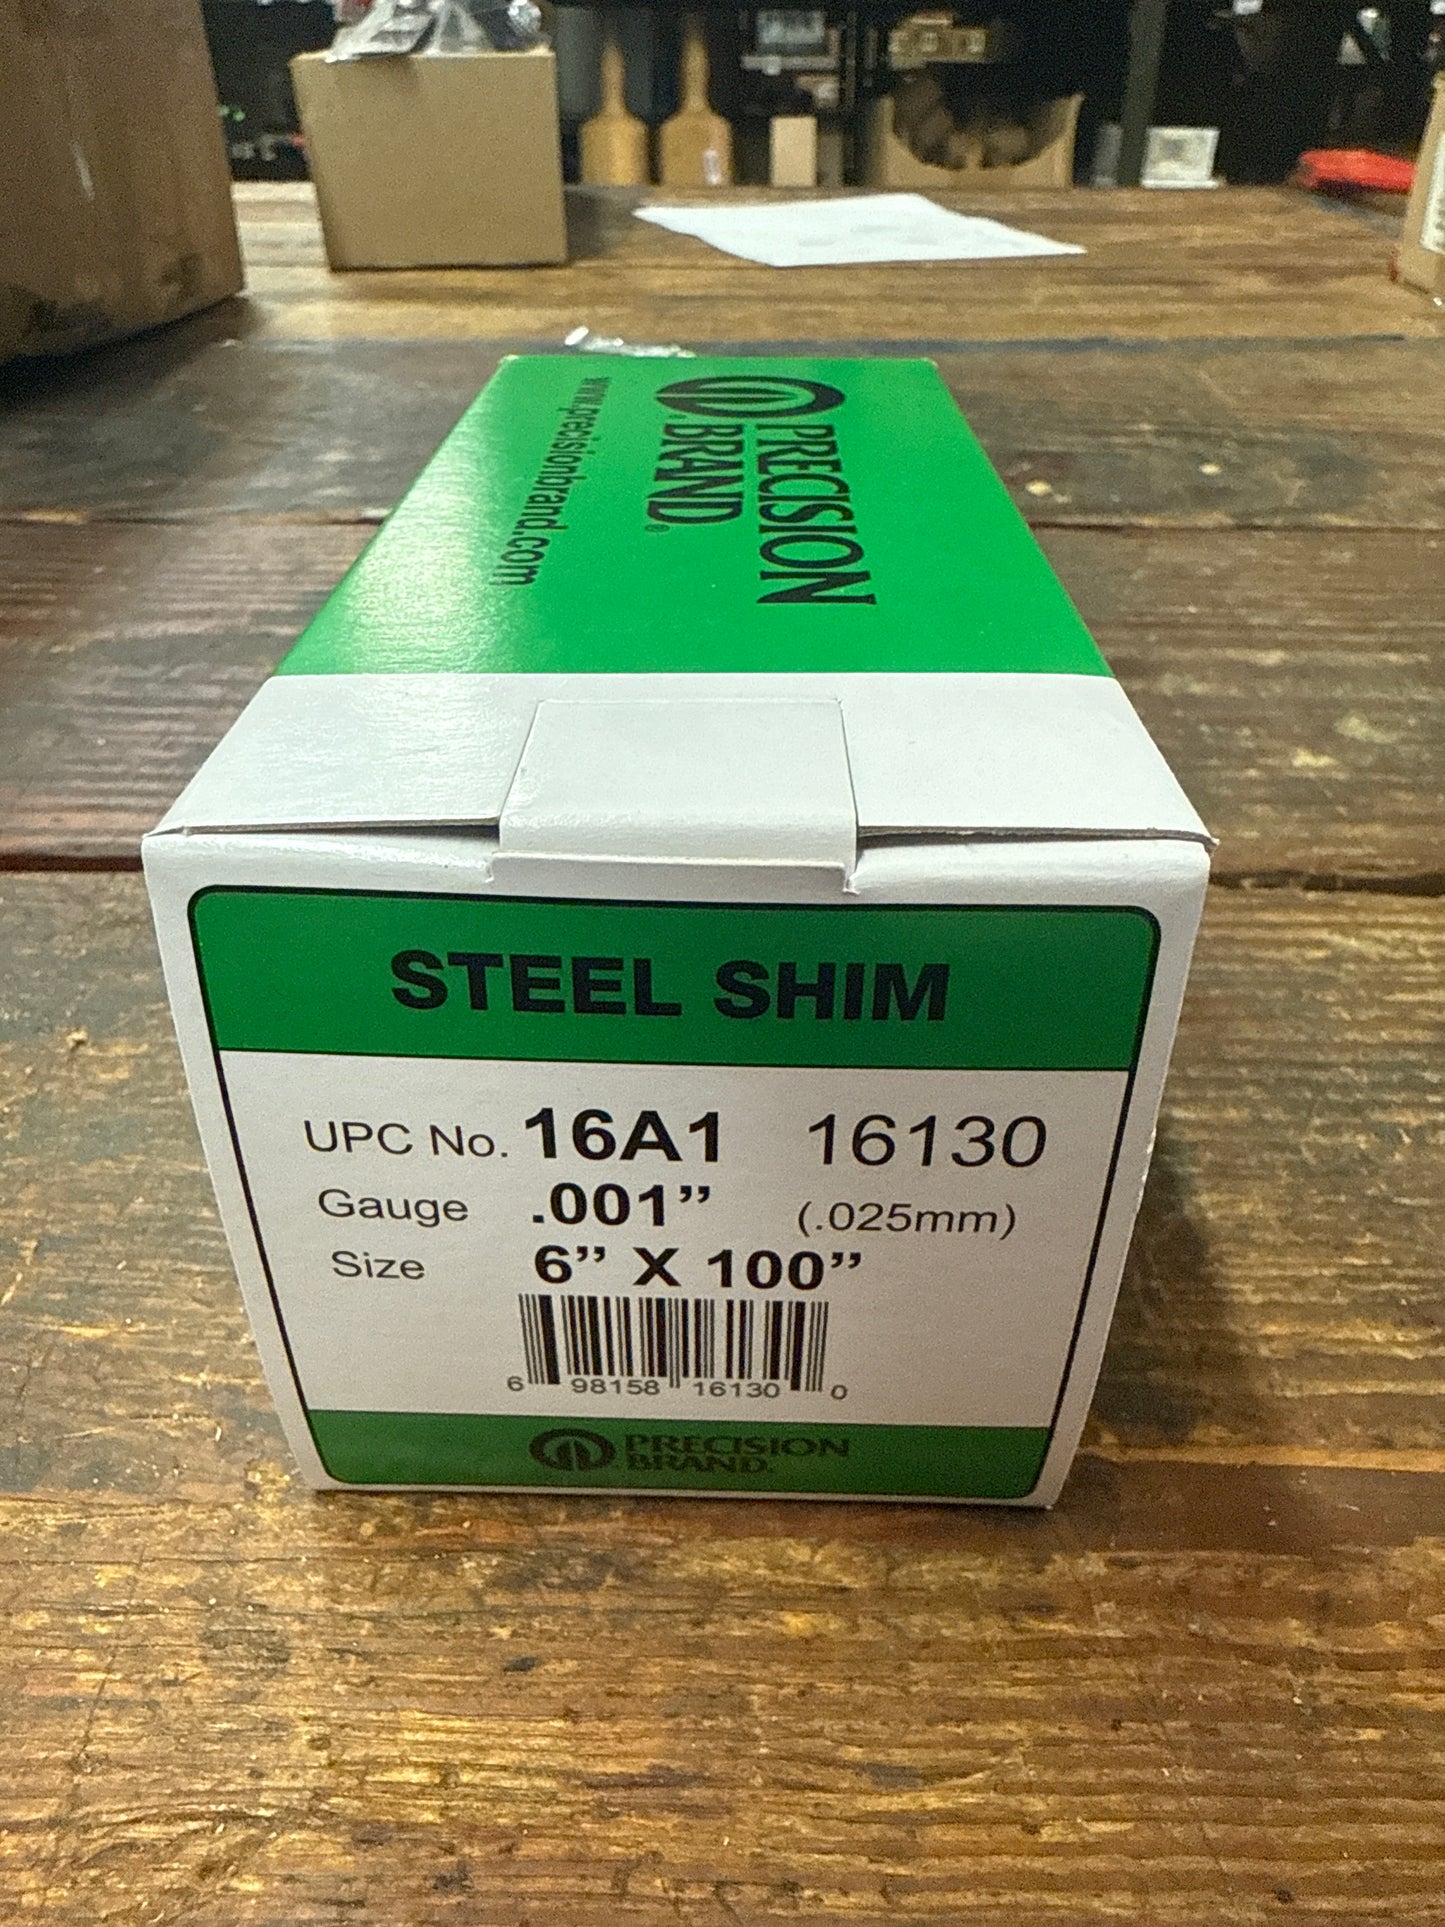 PRECISION
BRAND®
www.precisionbrand.com
STEEL SHIM
UPC No. 16A1 16130
Gauge .001” (.025mm)
Size 6” X 100”
6 98158 16130 0
PRECISION
BRAND.